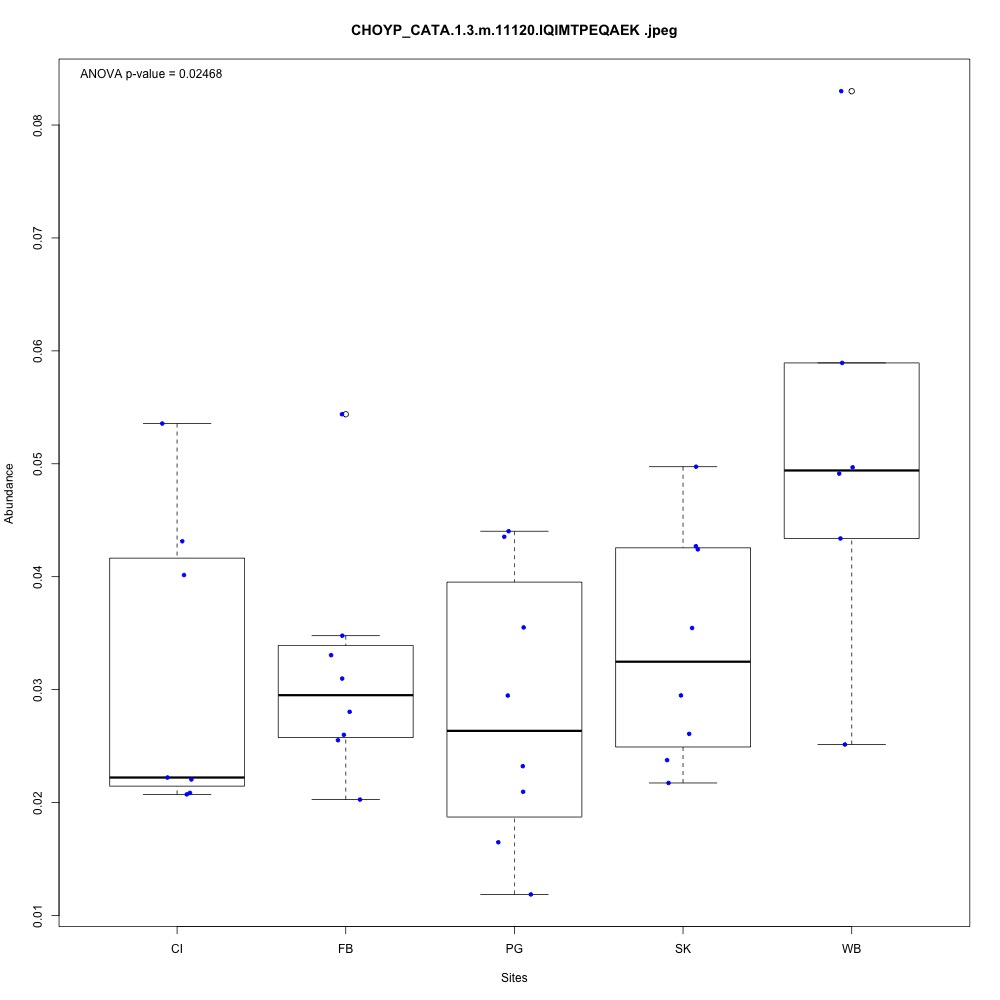 CHOYP_CATA.1.3.m.11120.IQIMTPEQAEK .jpeg
ANOVA p-value = 0.02468
0.08
0.07
0.06
0.05
0.04
0.03
0.02
0.01
Abundance
CI FB PG SK WB
Sites